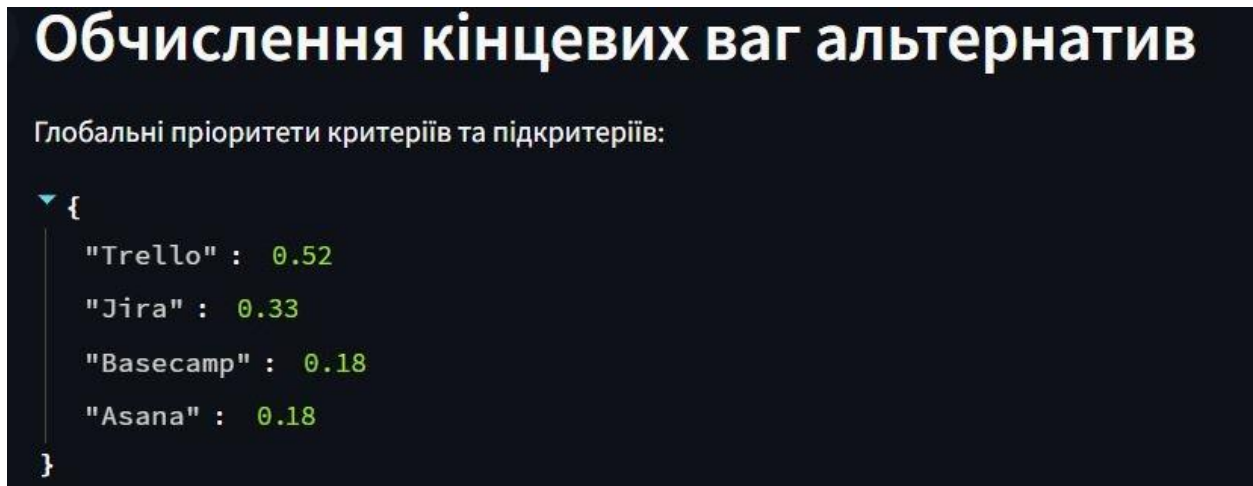 Обчислення кінцевих ваг альтернатив
Глобальні пріоритети критеріїв та підкритеріїв:
{
"Trello" : 0.52
"Jira" : 0.33
"Basecamp" : 0.18
"Asana" : 0.18
}